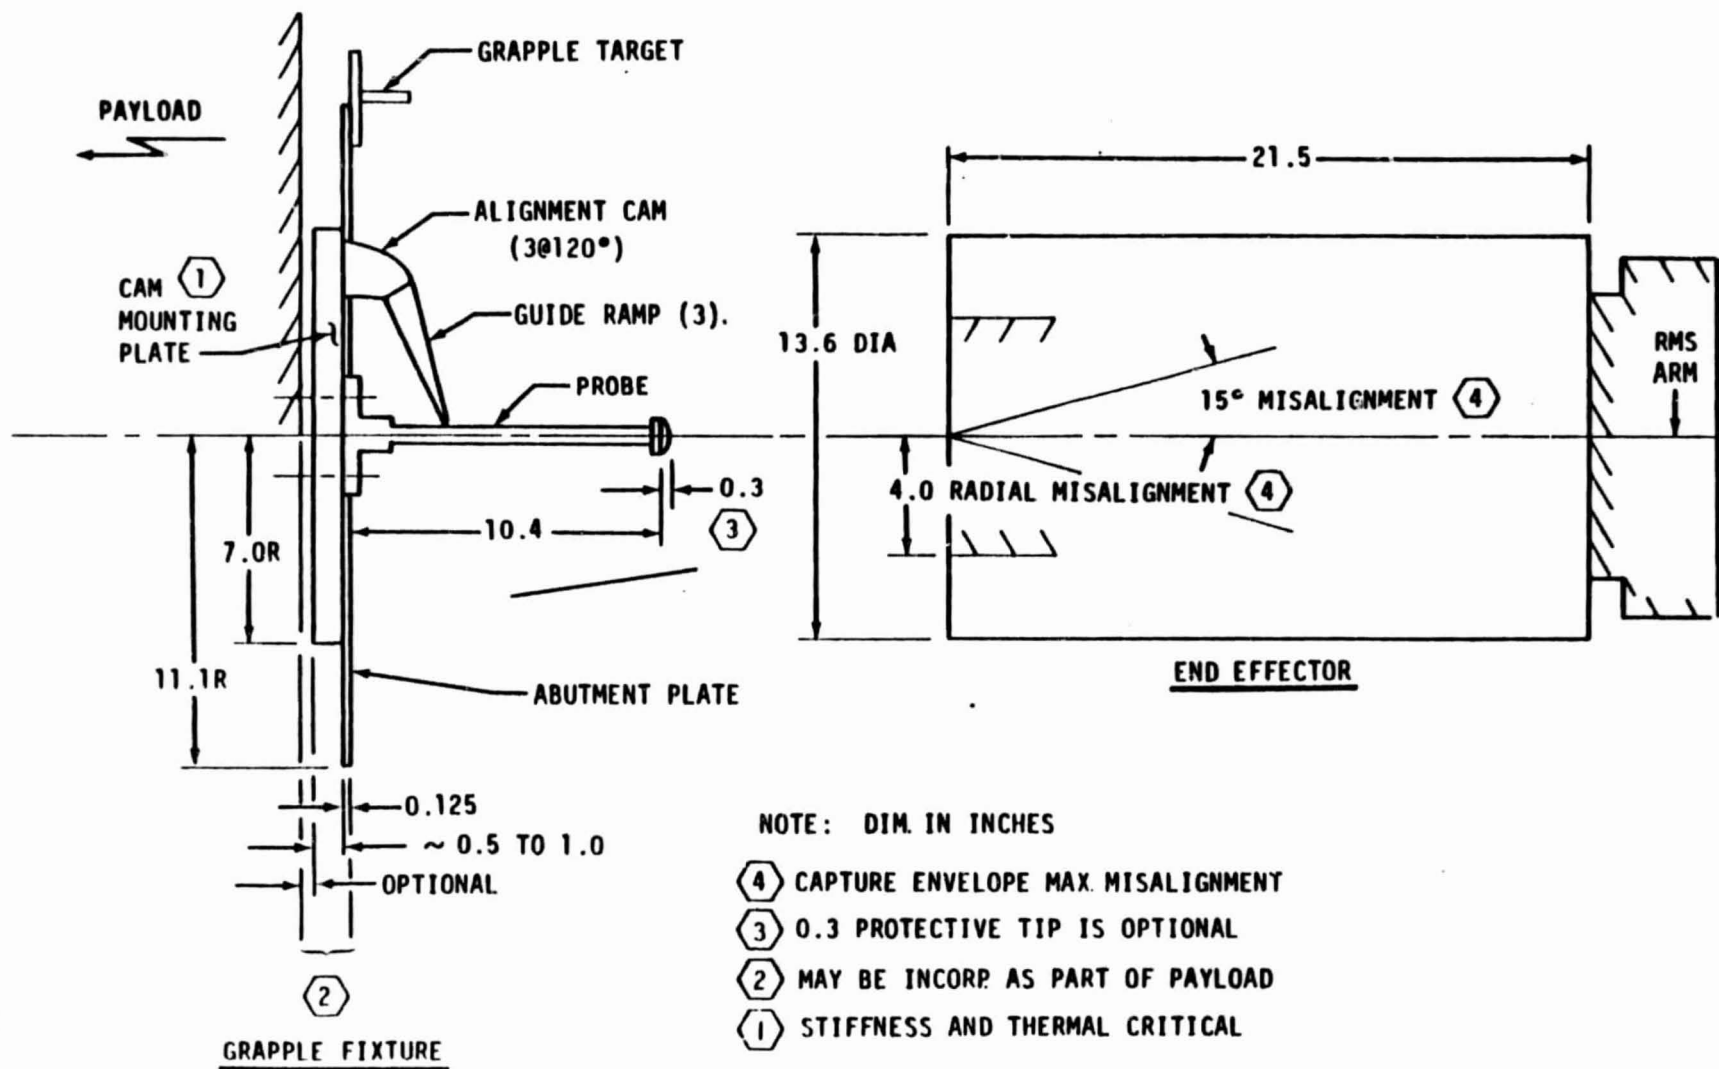 GRAPPLE TARGET
PAYLOAD
21.5
ALIGNMENT CAM
(3@120°)
CAM 1
MOUNTING
PLATE
GUIDE RAMP (3).
13.6 DIA
RMS
ARM
PROBE
15° MISALIGNMENT 4
4.0 RADIAL MISALIGNMENT 4
0.3
3
10.4
7.0R
11.1R
ABUTMENT PLATE
END EFFECTOR
0.125
~ 0.5 TO 1.0
OPTIONAL
2
GRAPPLE FIXTURE
NOTE: DIM. IN INCHES
4 CAPTURE ENVELOPE MAX. MISALIGNMENT
3 0.3 PROTECTIVE TIP IS OPTIONAL
2 MAY BE INCORP. AS PART OF PAYLOAD
1 STIFFNESS AND THERMAL CRITICAL